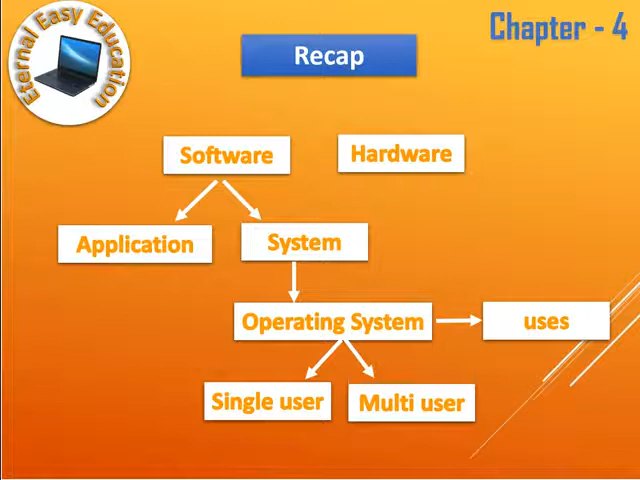 Eternal Easy Education
Chapter - 4
Recap
Software
Hardware
Application
System
Operating System
uses
Single user
Multi user